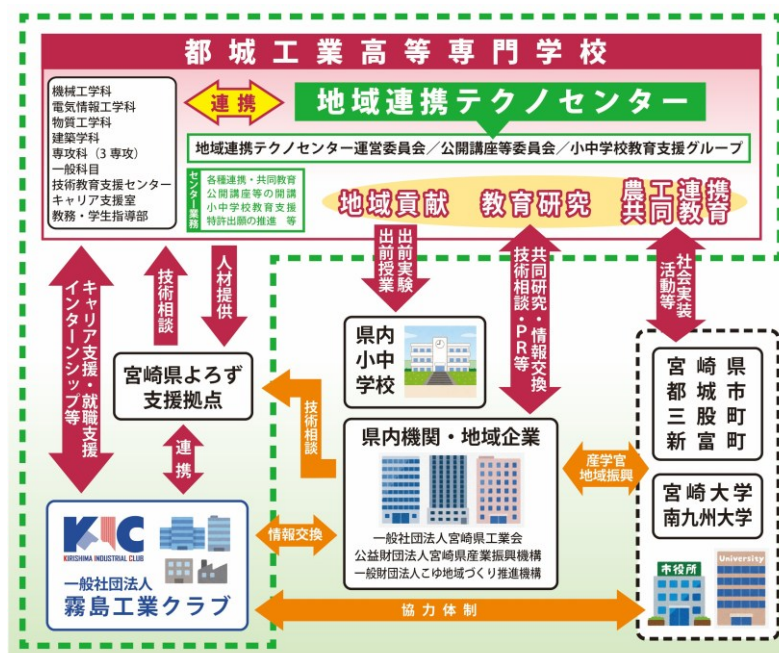 都城工業高等専門学校
機械工学科
電気情報工学科
物質工学科
建築学科
専攻科（3専攻）
一般科目
技術教育支援センター
キャリア支援室
教務・学生指導部
連携
地域連携テクノセンター
地域連携テクノセンター運営委員会／公開講座等委員会／小中学校教育支援グループ
センター業務
各種連携・共同教育
公開講座等の開講
小中学校教育支援
特許出願の推進 等
地域貢献
教育研究
農工連携
共同教育
キャリア支援・就職支援
インターンシップ等
技術相談
人材提供
出前実験
出前授業
共同研究・情報交換
技術相談・PR等
社会実装
活動等
宮崎県よろず
支援拠点
県内
小中
学校
技術相談
連携
県内機関・地域企業
一般社団法人宮崎県工業会
公益財団法人宮崎県産業振興機構
一般財団法人こゆ地域づくり推進機構
産学官
地域振興
宮崎県
都城市
三股町
新富町
宮崎大学
南九州大学
市役所
University
KIC
KIRISHIMA INDUSTRIAL CLUB
一般社団法人
霧島工業クラブ
情報交換
協力体制